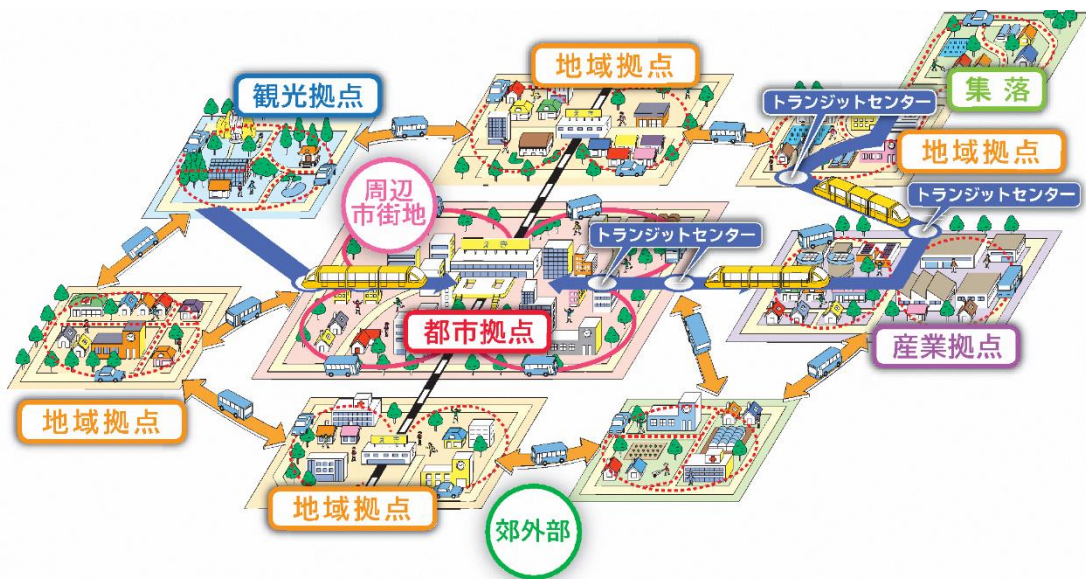 地域拠点
観光拠点
集落
トランジットセンター
地域拠点
周辺
市街地
トランジットセンター
トランジットセンター
都市拠点
産業拠点
地域拠点
地域拠点
郊外部